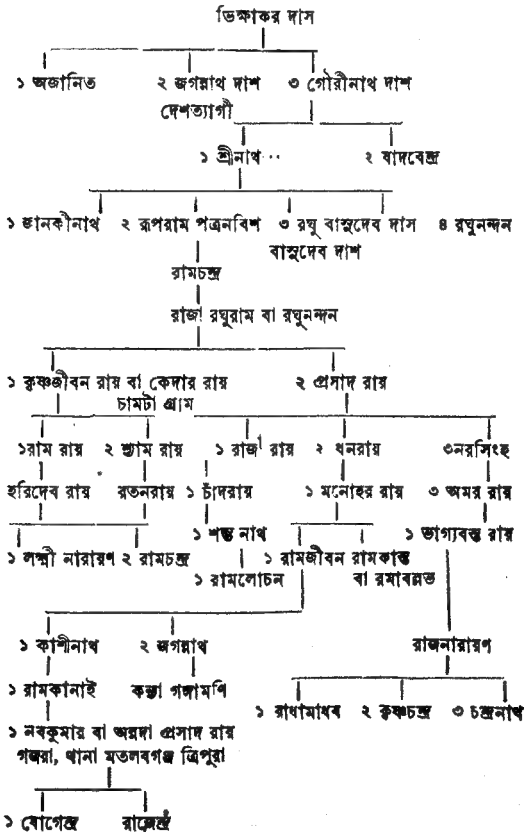 ভিক্ষাকর দাস
১ অজানিত ২ জগন্নাথ দাশ ৩ গৌরীনাথ দাশ
দেশত্যাগী
১ শ্রীনাথ... ২ যাদবেন্দ্র
১ জানকীনাথ ২ রূপরাম পত্রনবিশ ৩ রঘু বাসুদেব দাস ৪ রঘুনন্দন
বাসুদেব দাশ
রামচন্দ্র
রাজা রঘুরাম বা রঘুনন্দন
১ কৃষ্ণজীবন রায় বা কেদার রায় ২ প্রসাদ রায়
চামটা গ্রাম
১রাম রায় ২ শ্যাম রায় ১ রাজা রায় ২ ধনরায় ৩নরসিংহ
হরিদেব রায় রতনরায় ১ চাঁদরায় ১ মনোহর রায় ৩ অমর রায়
১ শম্ভু নাথ ১ ভাগ্যবন্ত রায়
১ লক্ষ্মী নারায়ণ ২ রামচন্দ্র ১ রামজীবন রামকান্ত
১ রামলোচন বা রমাবল্লভ
১ কাশীনাথ ২ জগন্নাথ রাজনারায়ণ
১ রামকানাই কন্যা গঙ্গামণি
১ রাধামাধব ২ কৃষ্ণচন্দ্র ৩ চন্দ্রনাথ
১ নবকুমার বা অন্নদা প্রসাদ রায়
গজরা, থানা মতলবগঞ্জ ত্রিপুরা
১ যোগেন্দ্র রাজেন্দ্র